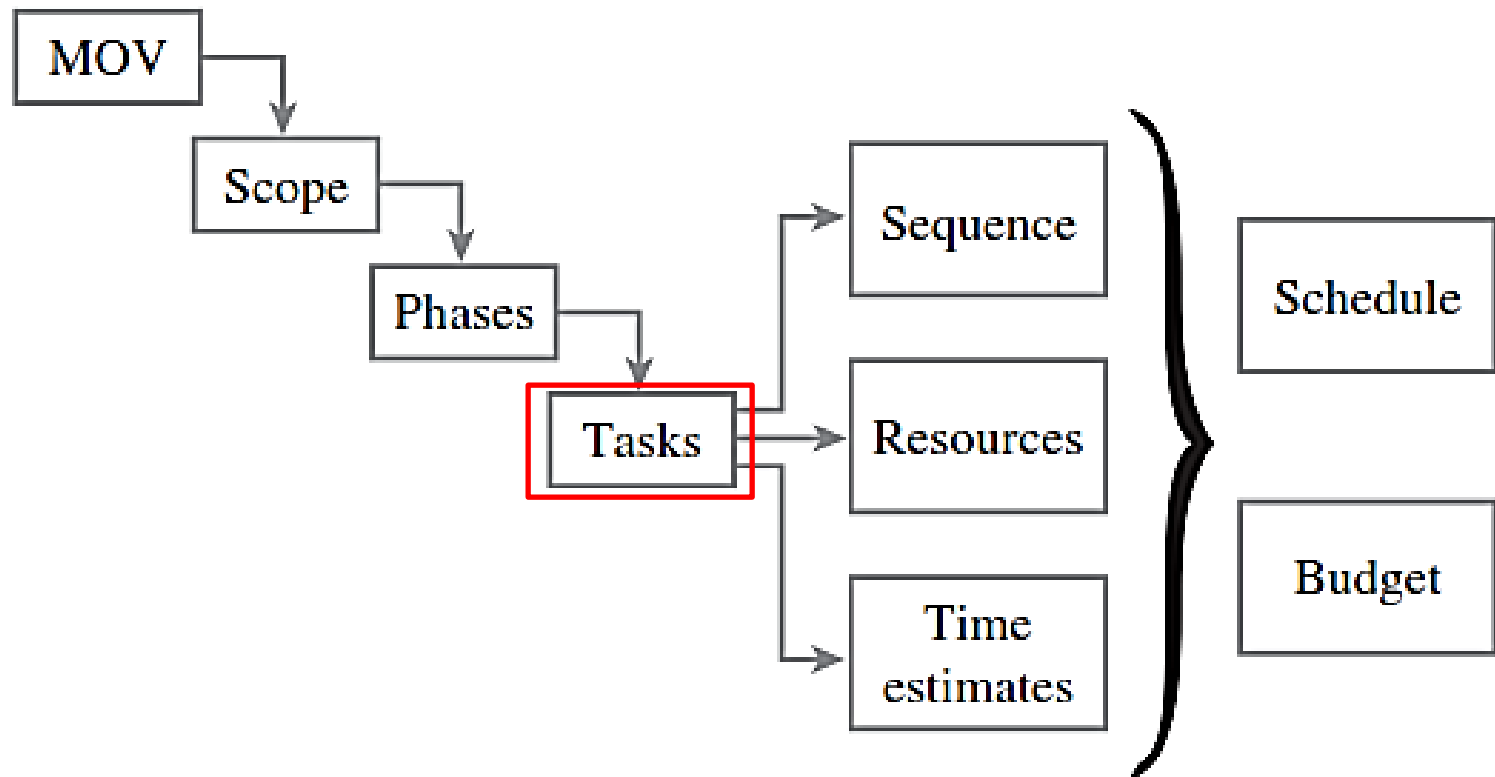 MOV
Scope
Phases
Tasks
Sequence
Resources
Time
estimates
Schedule
Budget